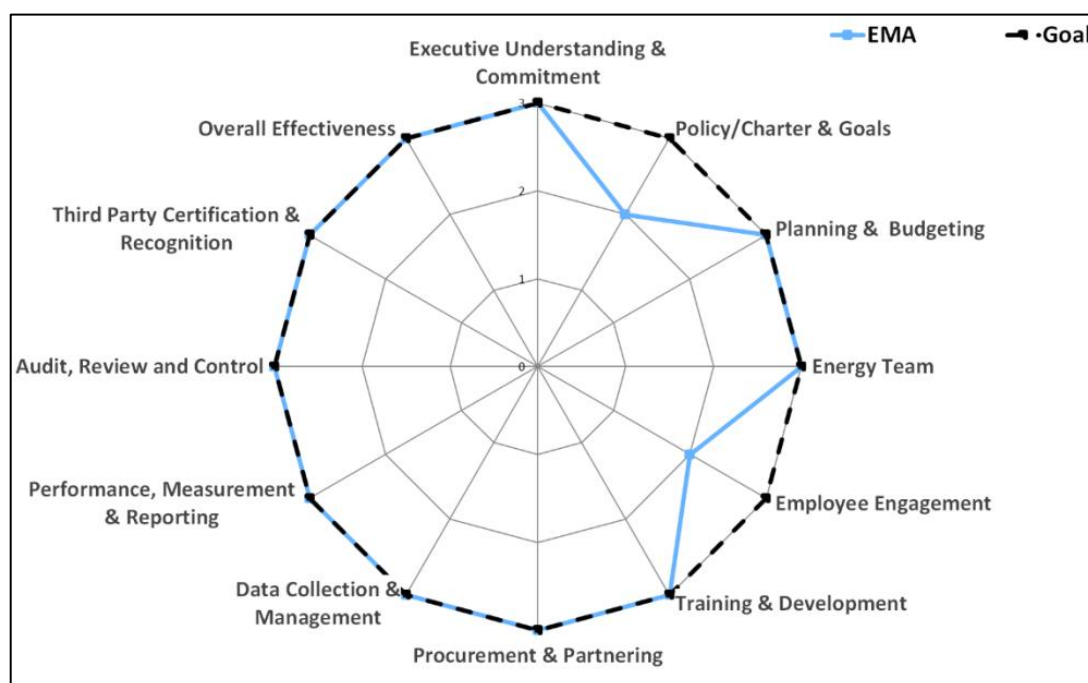 EMA
·Goal
Executive Understanding &
Commitment
3
Overall Effectiveness
Policy/Charter & Goals
Third Party Certification &
Recognition
2
Planning &  Budgeting
1
Audit, Review and Control
0
Energy Team
Performance, Measurement
& Reporting
Employee Engagement
Data Collection &
Management
Training & Development
Procurement & Partnering